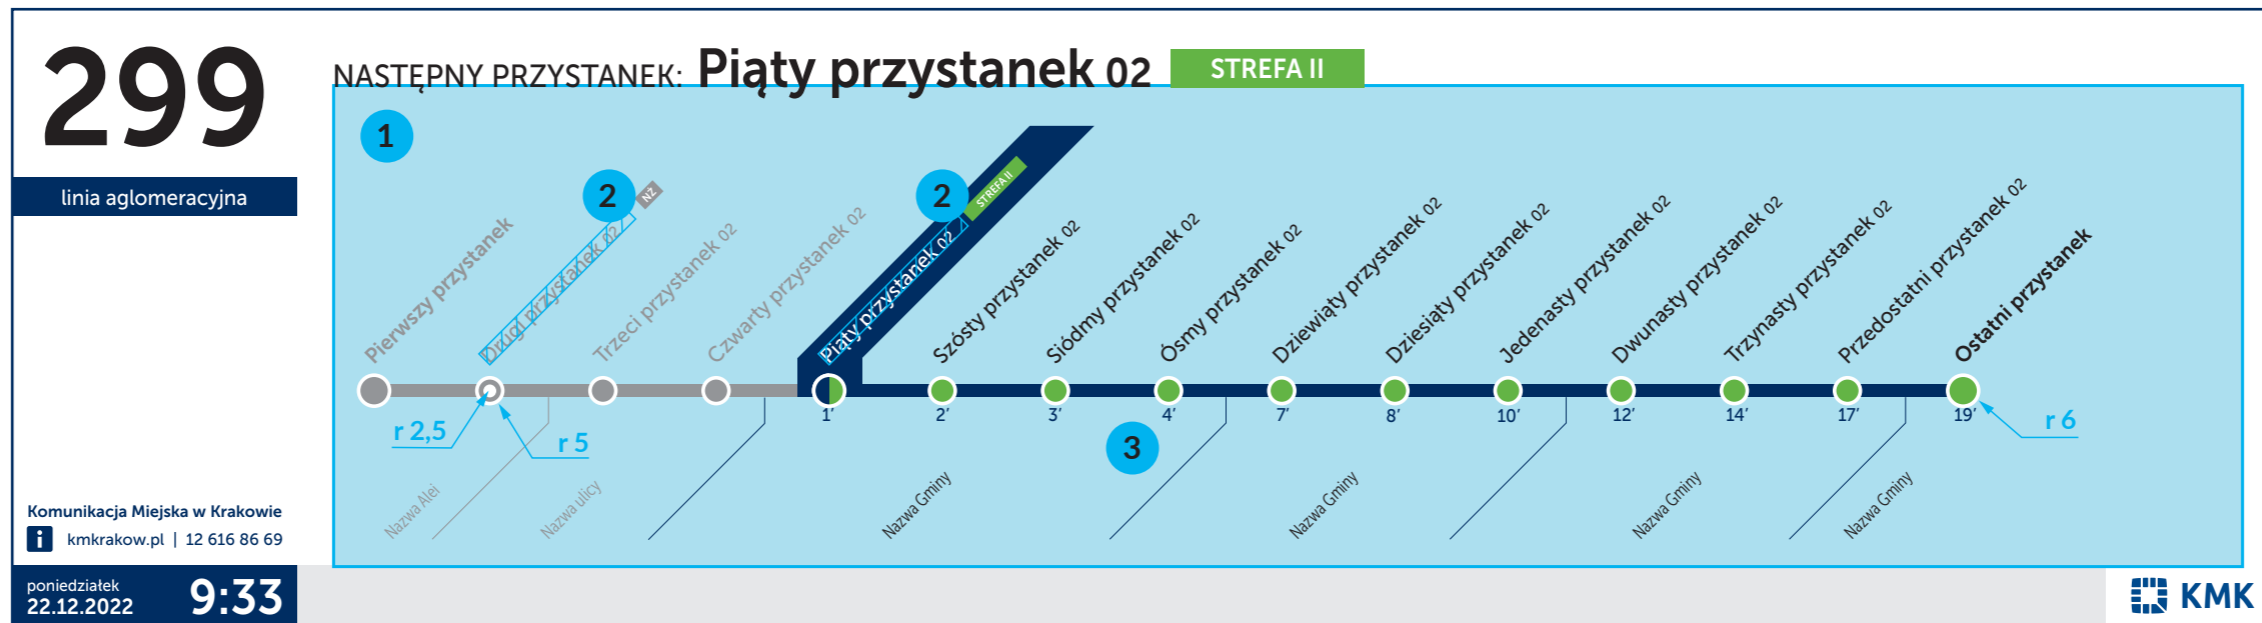 299
linia aglomeracyjna
NASTĘPNY PRZYSTANEK: Piąty przystanek 02 STREFA II
1
2
2
Pierwszy przystanek
Drugi przystanek 02 NŻ
Trzeci przystanek 02
Czwarty przystanek 02
Piąty przystanek 02 STREFA II
Szósty przystanek 02
Siódmy przystanek 02
Ósmy przystanek 02
Dziewiąty przystanek 02
Dziesiąty przystanek 02
Jedenasty przystanek 02
Dwunasty przystanek 02
Trzynasty przystanek 02
Przedostatni przystanek 02
Ostatni przystanek
1' 2' 3' 4' 7' 8' 10' 12' 14' 17' 19'
r 2,5
r 5
3
r 6
Nazwa Alei
Nazwa ulicy
Nazwa Gminy
Nazwa Gminy
Nazwa Gminy
Nazwa Gminy
Komunikacja Miejska w Krakowie
i kmkrakow.pl | 12 616 86 69
poniedziałek
22.12.2022 9:33
KMK